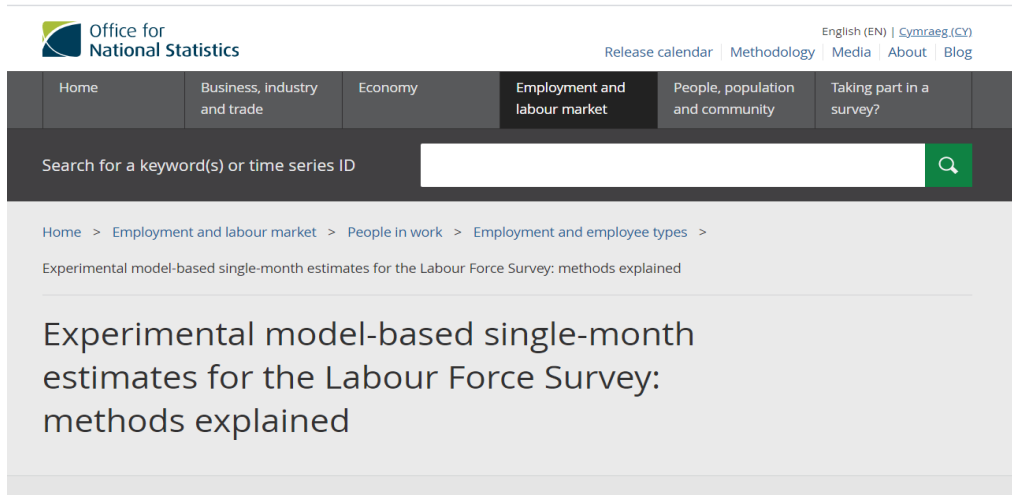 Office for
National Statistics
English (EN) | Cymraeg (CY)
Release calendar Methodology Media About Blog
Home
Business, industry
and trade
Economy
Employment and
labour market
People, population
and community
Taking part in a
survey?
Search for a keyword(s) or time series ID
Home > Employment and labour market > People in work > Employment and employee types >
Experimental model-based single-month estimates for the Labour Force Survey: methods explained
Experimental model-based single-month
estimates for the Labour Force Survey:
methods explained